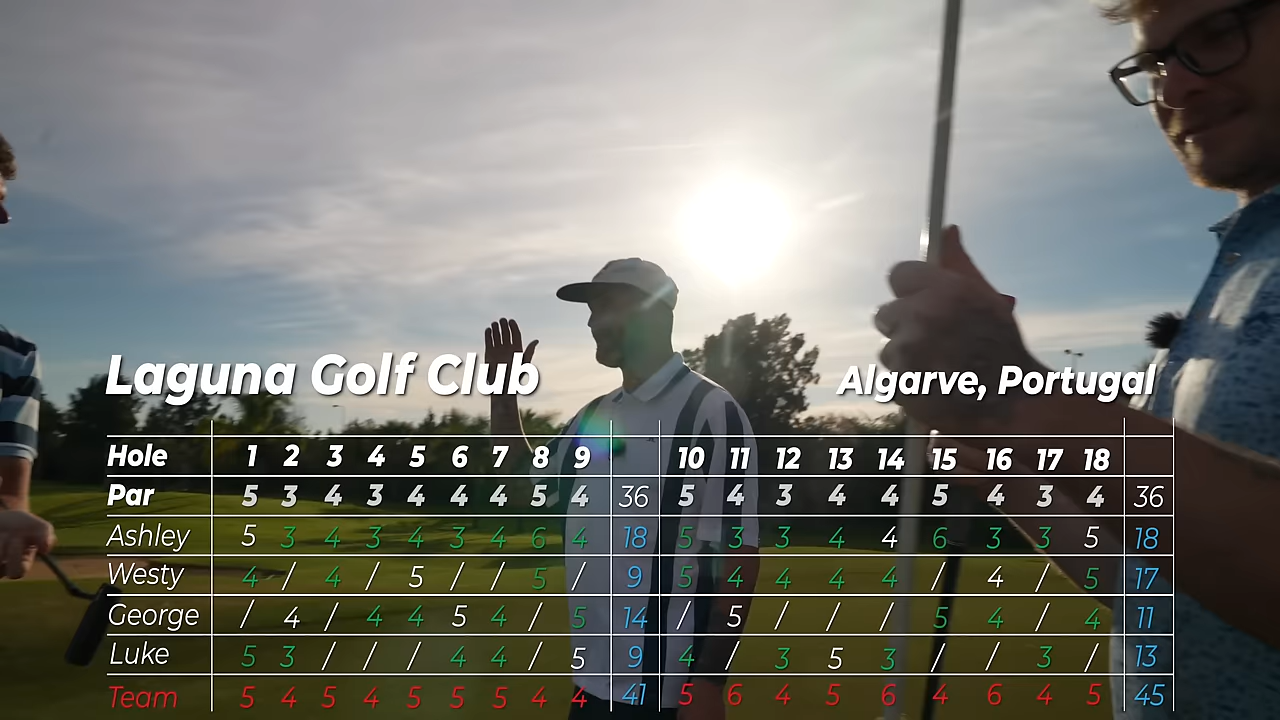 Laguna Golf Club Algarve, Portugal
Hole 1 2 3 4 5 6 7 8 9 10 11 12 13 14 15 16 17 18
Par 5 3 4 3 4 4 4 5 4 36 5 4 3 4 4 5 4 3 4 36
Ashley 5 3 4 3 4 3 4 6 4 18 5 3 3 4 4 6 3 3 5 18
Westy 4 / 4 / 5 / / 5 / 9 5 4 4 4 4 / 4 / 5 17
George / 4 / 4 4 5 4 / 5 14 / 5 / / / 5 4 / 4 11
Luke 5 3 / / / 4 4 / 5 9 4 / 3 5 3 / / 3 / 13
Team 5 4 5 4 5 5 5 4 4 41 5 6 4 5 6 4 6 4 5 45